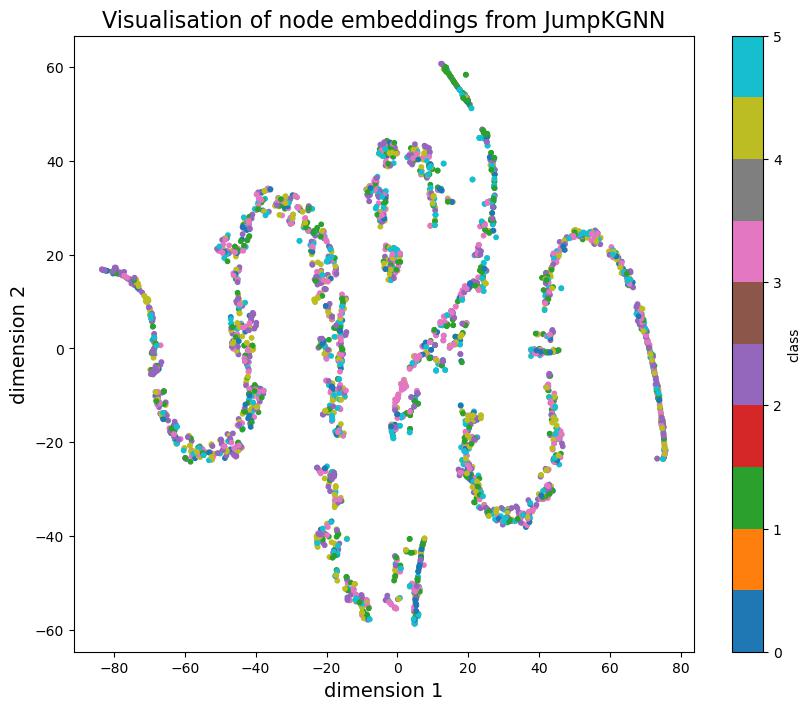 Visualisation of node embeddings from JumpKGNN
dimension 2
60
40
20
0
−20
−40
−60
−80 −60 −40 −20 0 20 40 60 80
dimension 1
5
4
3
2
1
0
class